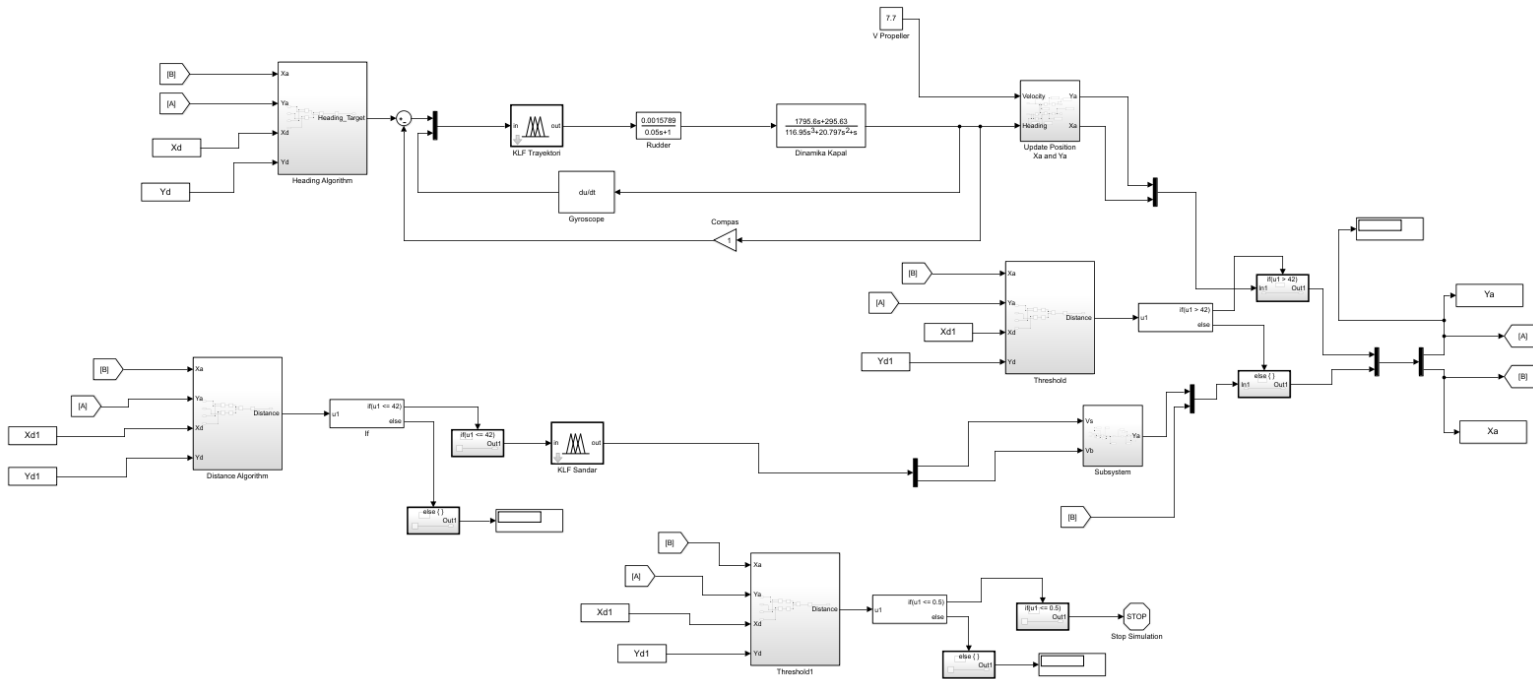 7.7
V Propeller
[B]
[A]
Xd
Yd
Xa
Ya
Xd
Yd
Heading_Target
Heading Algorithm
+
-
in
out
KLF Trayektori
0.0015789
0.05s+1
Rudder
1795.6s+295.63
116.95s³+20.797s²+s
Dinamika Kapal
Velocity
Heading
Ya
Xa
Update Position
Xa and Ya
du/dt
Gyroscope
Compas
1
[B]
[A]
Xd1
Yd1
Xa
Ya
Xd
Yd
Distance
Threshold
u1
if(u1 > 42)
else
if(u1 > 42)
In1
Out1
else { }
In1
Out1
Ya
[A]
[B]
Xa
[B]
[A]
Xd1
Yd1
Xa
Ya
Xd
Yd
Distance
Distance Algorithm
u1
if(u1 <= 42)
else
If
if(u1 <= 42)
Out1
else { }
Out1
in
out
KLF Sandar
Vs
Vb
Ya
Subsystem
[B]
[B]
[A]
Xd1
Yd1
Xa
Ya
Xd
Yd
Distance
Threshold1
u1
if(u1 <= 0.5)
else
if(u1 <= 0.5)
Out1
STOP
Stop Simulation
else { }
Out1